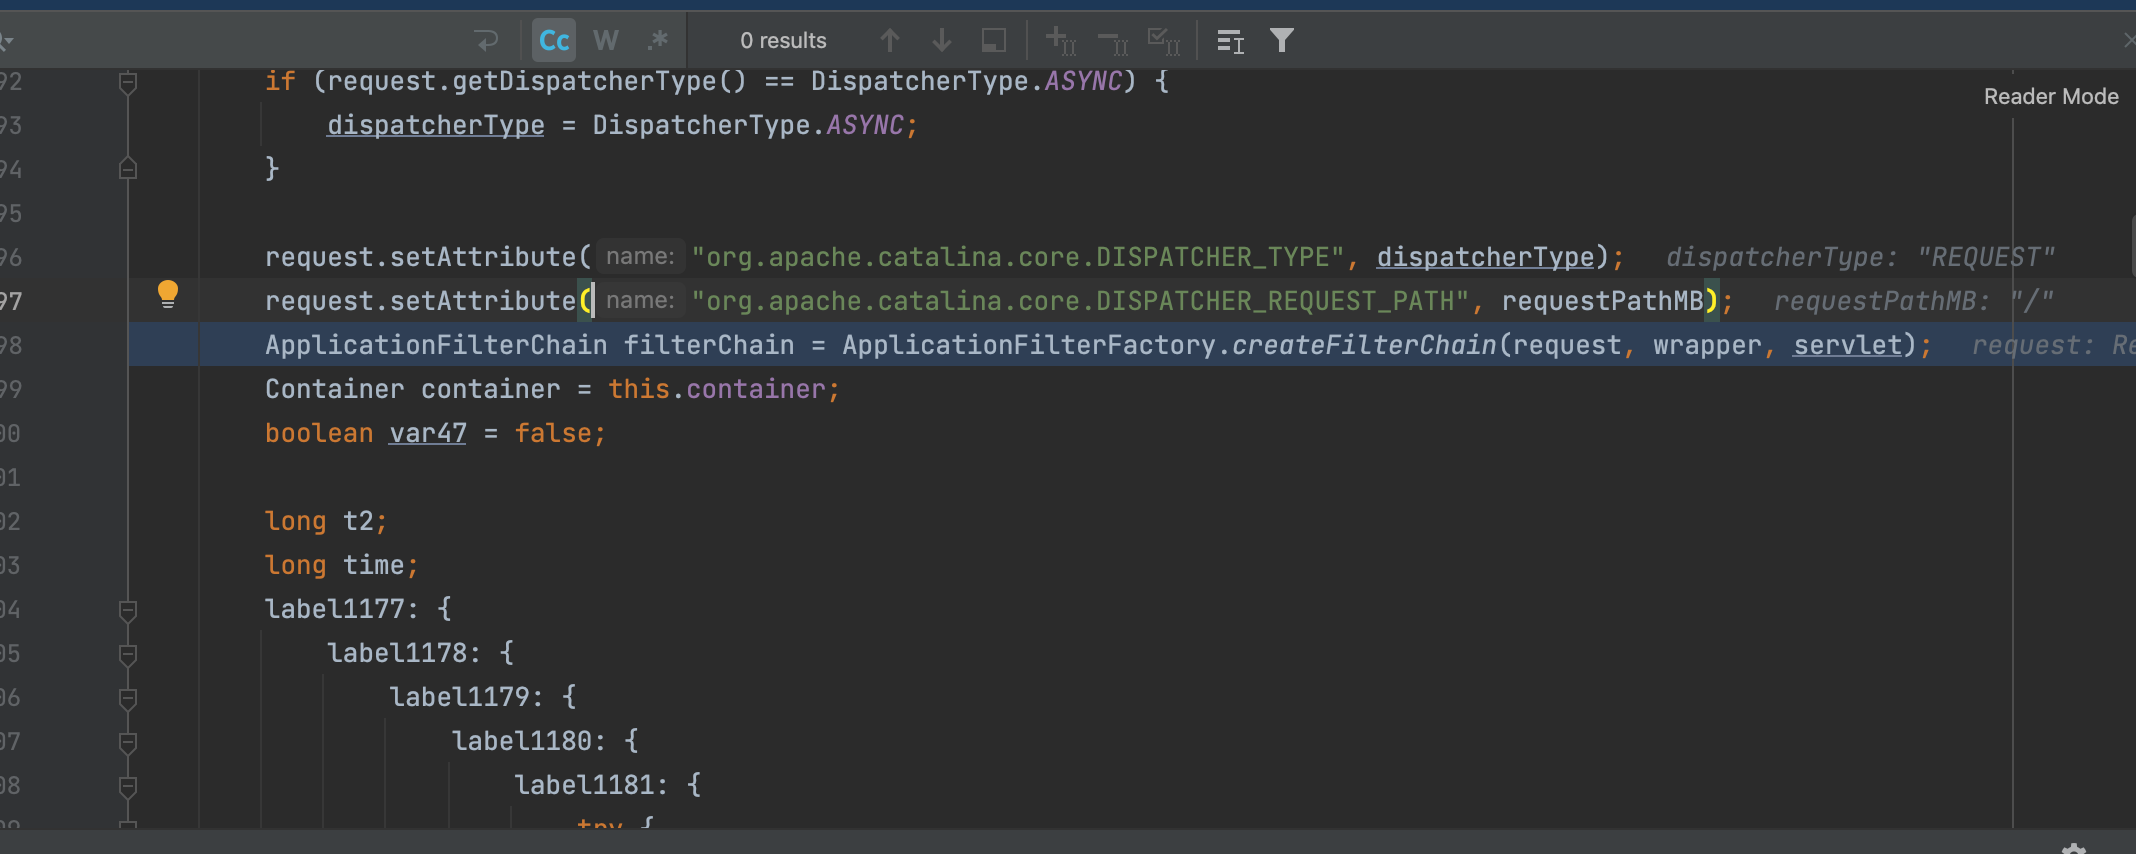 Cc W .* 0 results
92 if (request.getDispatcherType() == DispatcherType.ASYNC) {
Reader Mode
93 dispatcherType = DispatcherType.ASYNC;
94 }
95
96 request.setAttribute( name: "org.apache.catalina.core.DISPATCHER_TYPE", dispatcherType); dispatcherType: "REQUEST"
97 request.setAttribute( name: "org.apache.catalina.core.DISPATCHER_REQUEST_PATH", requestPathMB); requestPathMB: "/"
98 ApplicationFilterChain filterChain = ApplicationFilterFactory.createFilterChain(request, wrapper, servlet); request: Re
99 Container container = this.container;
00 boolean var47 = false;
01
02 long t2;
03 long time;
04 label1177: {
05 label1178: {
06 label1179: {
07 label1180: {
08 label1181: {
09 try {